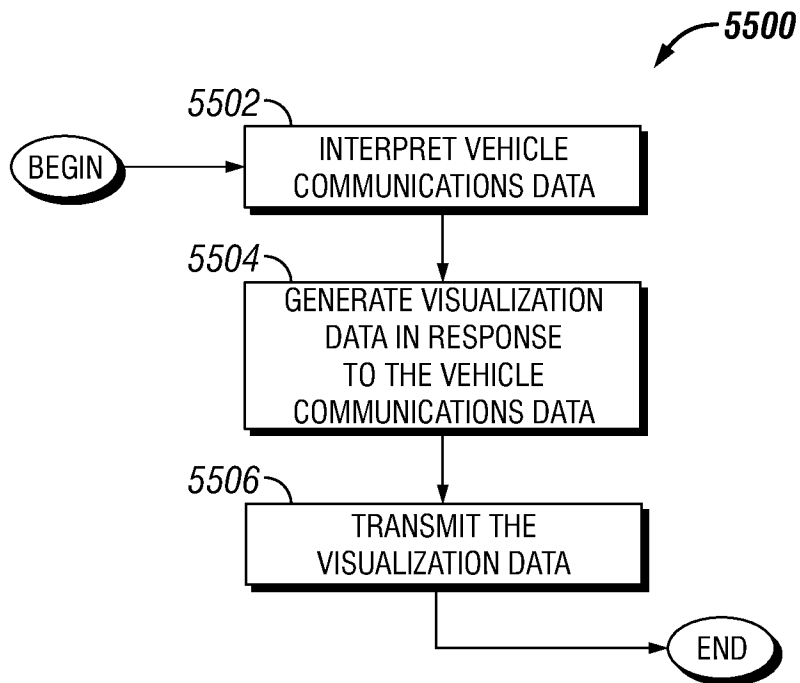 5500
5502
BEGIN
INTERPRET VEHICLE
COMMUNICATIONS DATA
5504
GENERATE VISUALIZATION
DATA IN RESPONSE
TO THE VEHICLE
COMMUNICATIONS DATA
5506
TRANSMIT THE
VISUALIZATION DATA
END